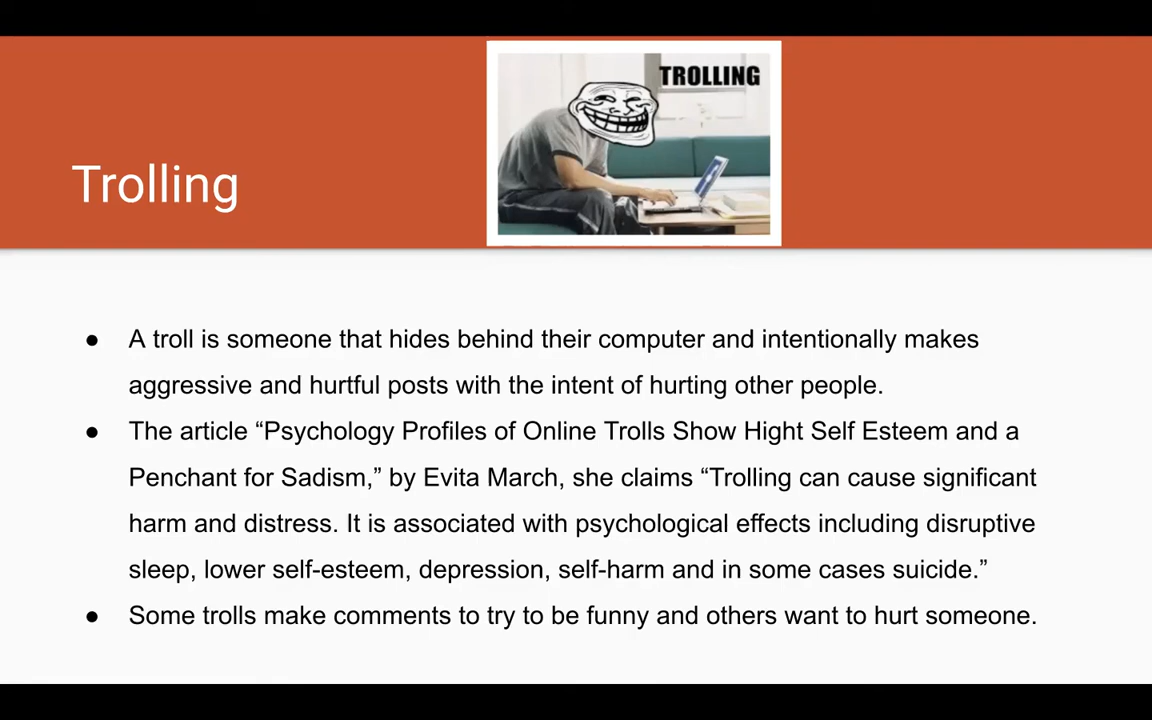 TROLLING
Trolling
● A troll is someone that hides behind their computer and intentionally makes
aggressive and hurtful posts with the intent of hurting other people.
● The article “Psychology Profiles of Online Trolls Show Hight Self Esteem and a
Penchant for Sadism,” by Evita March, she claims “Trolling can cause significant
harm and distress. It is associated with psychological effects including disruptive
sleep, lower self-esteem, depression, self-harm and in some cases suicide.”
● Some trolls make comments to try to be funny and others want to hurt someone.